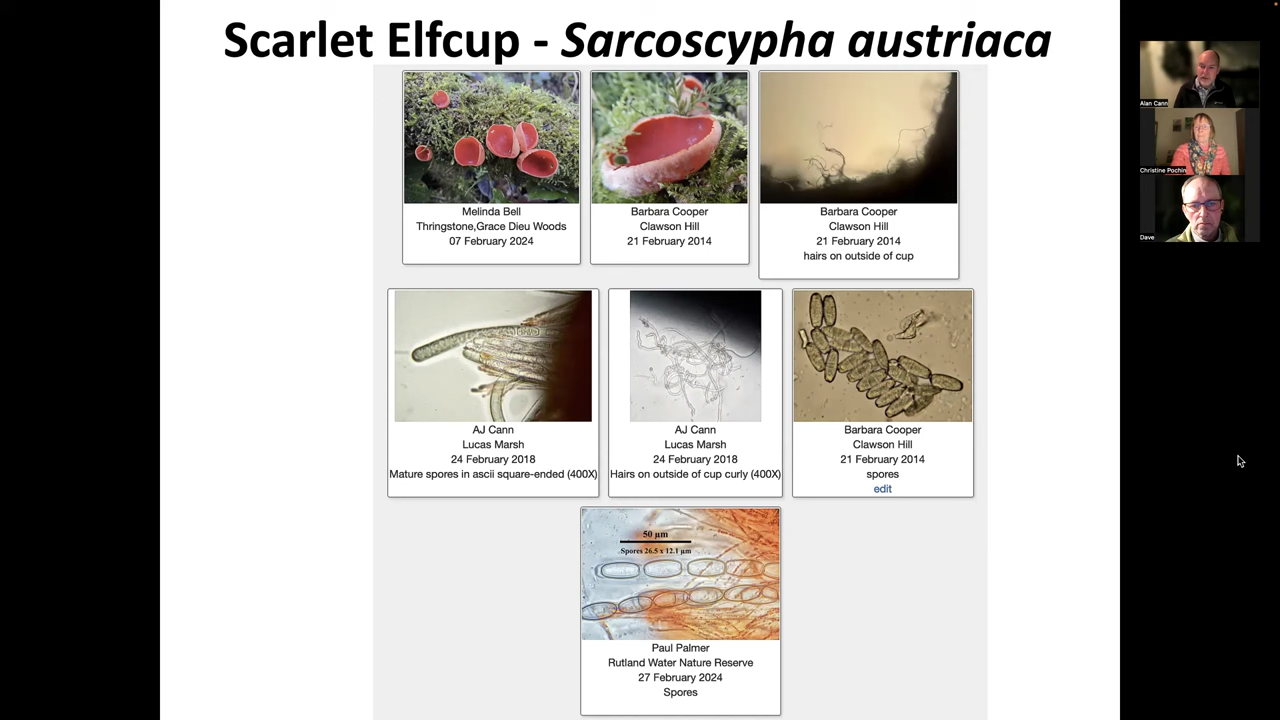 Scarlet Elfcup - Sarcoscypha austriaca
Melinda Bell
Thringstone,Grace Dieu Woods
07 February 2024
Barbara Cooper
Clawson Hill
21 February 2014
Barbara Cooper
Clawson Hill
21 February 2014
hairs on outside of cup
AJ Cann
Lucas Marsh
24 February 2018
Mature spores in ascii square-ended (400X)
AJ Cann
Lucas Marsh
24 February 2018
Hairs on outside of cup curly (400X)
Barbara Cooper
Clawson Hill
21 February 2014
spores
edit
50 µm
Spores 26.5 x 12.1 µm
Paul Palmer
Rutland Water Nature Reserve
27 February 2024
Spores
Alan Cann
Christine Pochin
Dave